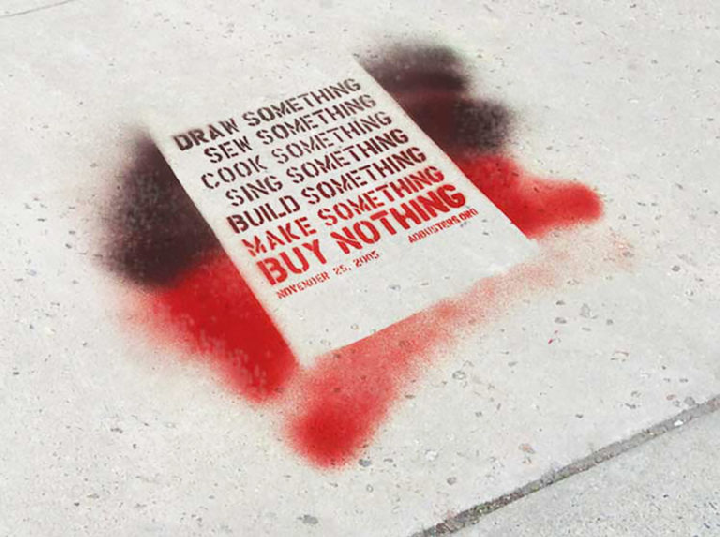 DRAW SOMETHING
SEW SOMETHING
COOK SOMETHING
SING SOMETHING
BUILD SOMETHING
MAKE SOMETHING
BUY NOTHING
NOVEMBER 25, 2005 ADBUSTERS.ORG